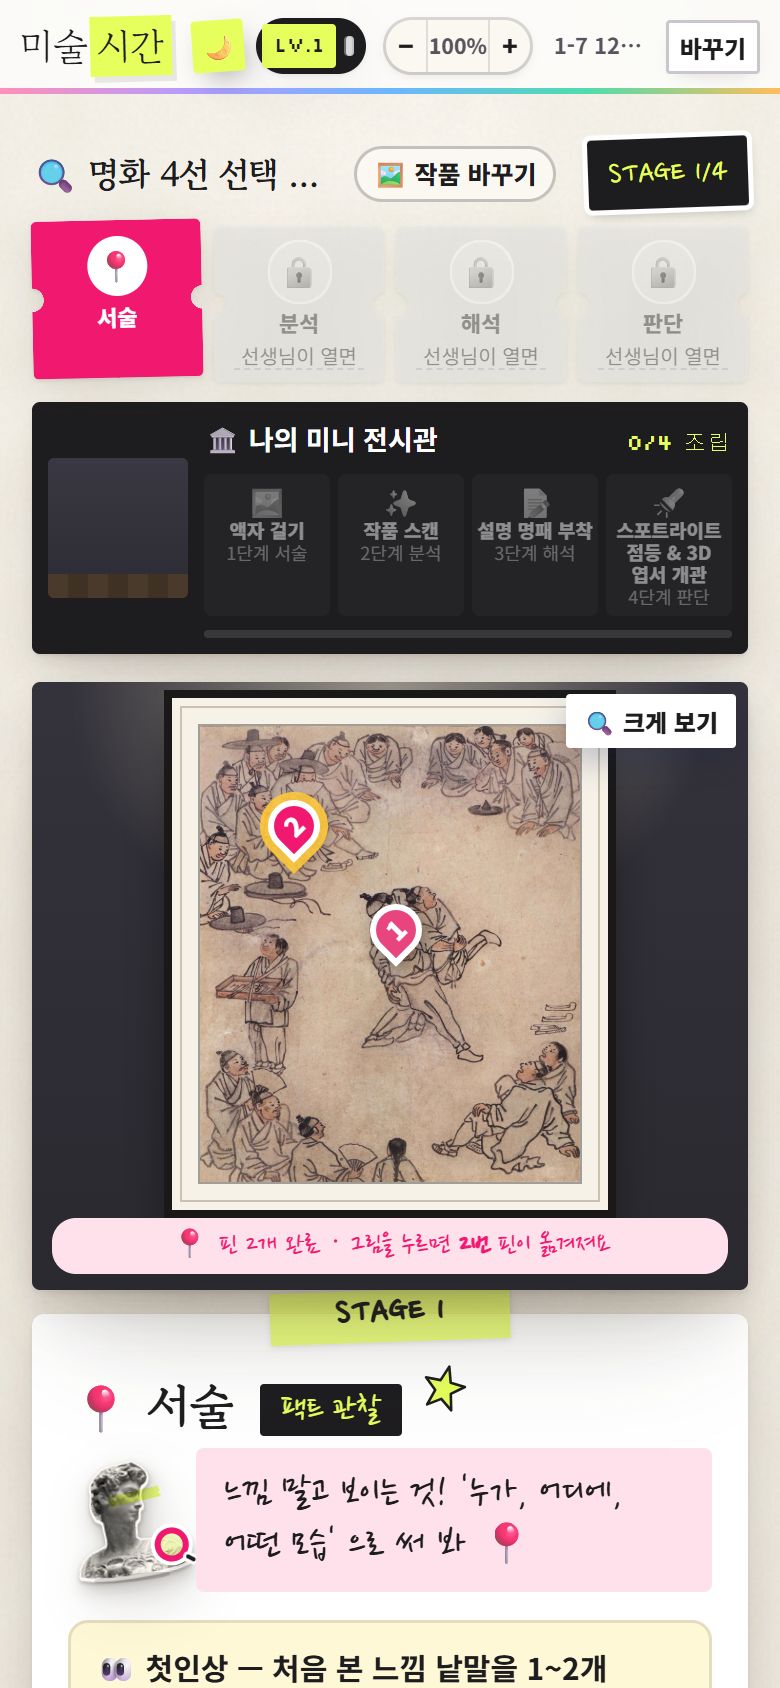 미술 시간
LV.1
− 100% +
1-7 12…
바꾸기
명화 4선 선택 …
작품 바꾸기
STAGE 1/4
서술
분석
선생님이 열면
해석
선생님이 열면
판단
선생님이 열면
나의 미니 전시관
0/4 조립
액자 걸기
1단계 서술
작품 스캔
2단계 분석
설명 명패 부착
3단계 해석
스포트라이트
점등 & 3D
엽서 개관
4단계 판단
크게 보기
2
1
핀 2개 완료 · 그림을 누르면 2번 핀이 옮겨져요
STAGE 1
서술
팩트 관찰
느낌 말고 보이는 것! '누가, 어디에,
어떤 모습' 으로 써 봐
첫인상 — 처음 본 느낌 낱말을 1~2개